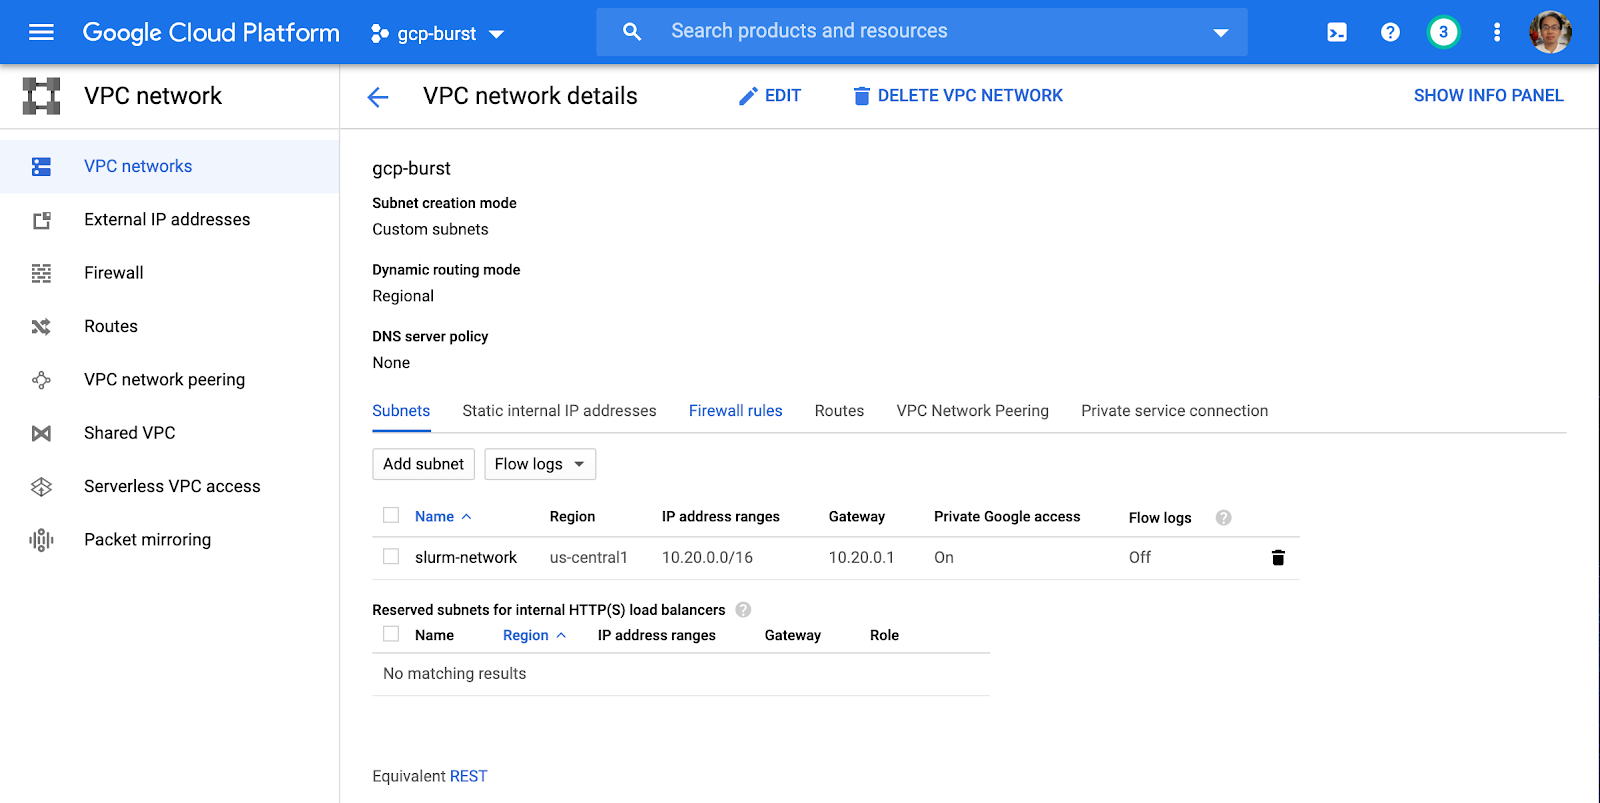 Google Cloud Platform gcp-burst Search products and resources 3
VPC network
VPC network details EDIT DELETE VPC NETWORK SHOW INFO PANEL
VPC networks
External IP addresses
Firewall
Routes
VPC network peering
Shared VPC
Serverless VPC access
Packet mirroring
gcp-burst
Subnet creation mode
Custom subnets
Dynamic routing mode
Regional
DNS server policy
None
Subnets Static internal IP addresses Firewall rules Routes VPC Network Peering Private service connection
Add subnet Flow logs
Name Region IP address ranges Gateway Private Google access Flow logs
slurm-network us-central1 10.20.0.0/16 10.20.0.1 On Off
Reserved subnets for internal HTTP(S) load balancers
Name Region IP address ranges Gateway Role
No matching results
Equivalent REST